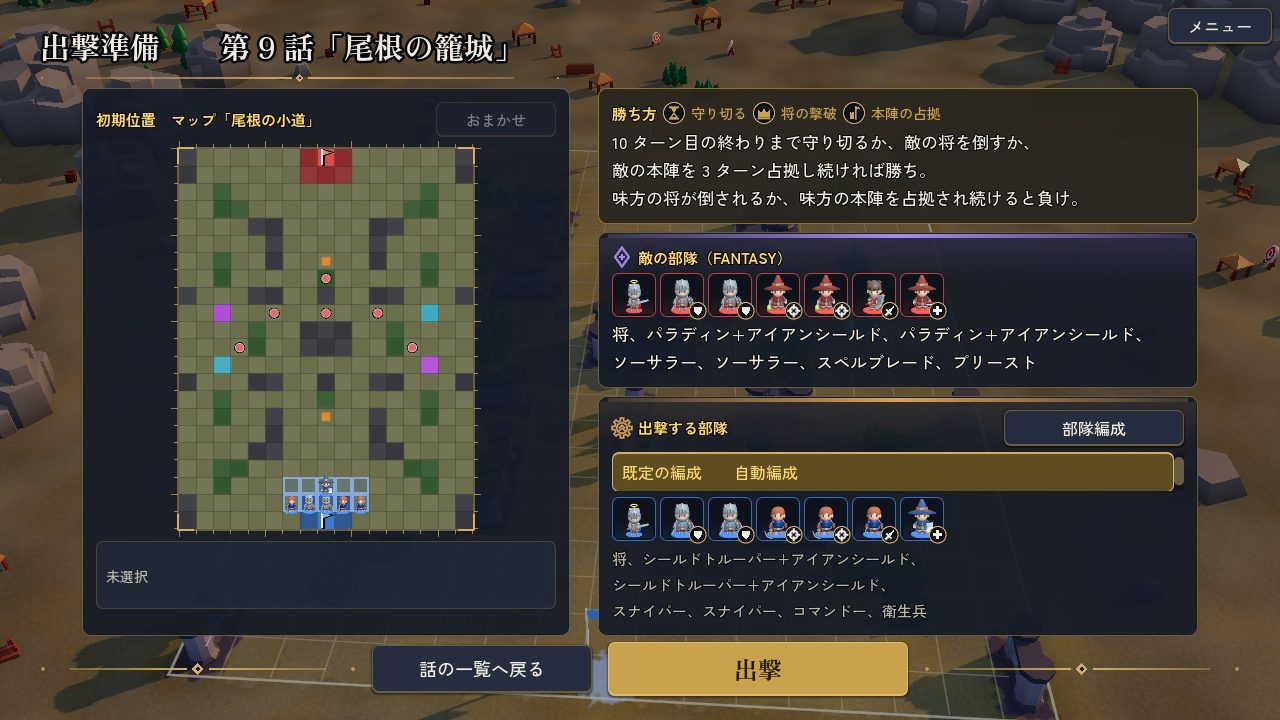 出撃準備　第９話「尾根の籠城」
メニュー
初期位置　マップ「尾根の小道」
おまかせ
未選択
勝ち方 守り切る 将の撃破 本陣の占拠
10 ターン目の終わりまで守り切るか、敵の将を倒すか、
敵の本陣を 3 ターン占拠し続ければ勝ち。
味方の将が倒されるか、味方の本陣を占拠され続けると負け。
敵の部隊（FANTASY）
将、パラディン＋アイアンシールド、パラディン＋アイアンシールド、
ソーサラー、ソーサラー、スペルブレード、プリースト
出撃する部隊
部隊編成
既定の編成　自動編成
将、シールドトルーパー＋アイアンシールド、
シールドトルーパー＋アイアンシールド、
スナイパー、スナイパー、コマンドー、衛生兵
話の一覧へ戻る
出撃